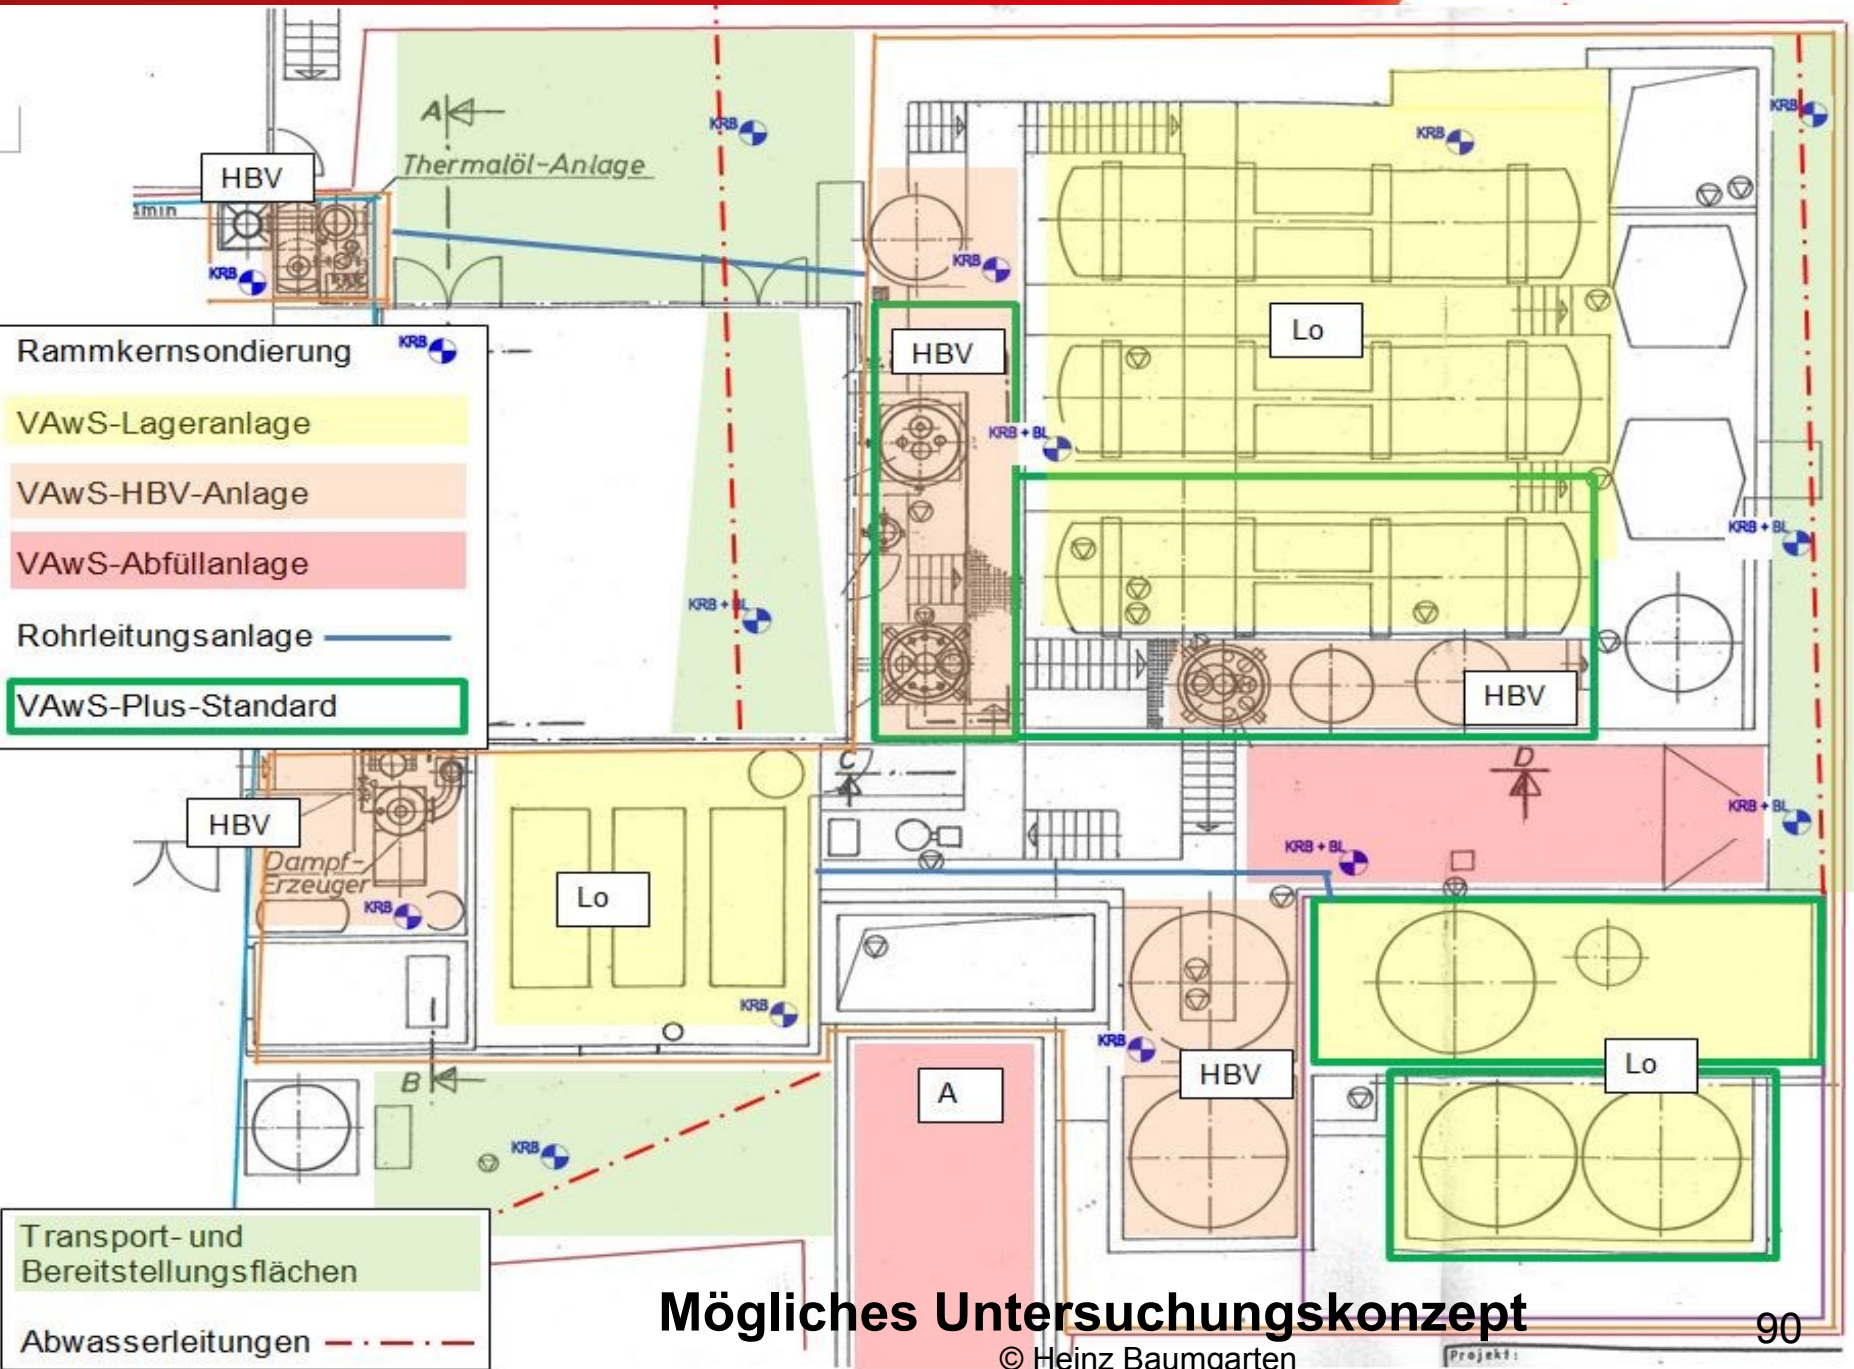 A
KRB
KRB
KRB
Thermalöl-Anlage
HBV
KRB
KRB
Rammkernsondierung
KRB
VAwS-Lageranlage
VAwS-HBV-Anlage
VAwS-Abfüllanlage
Rohrleitungsanlage
VAwS-Plus-Standard
HBV
Lo
KRB + BL
KRB + BL
KRB + BL
HBV
C
D
HBV
KRB + BL
KRB + BL
Dampf-
Erzeuger
KRB
Lo
KRB
KRB
HBV
Lo
B
A
KRB
Transport- und
Bereitstellungsflächen
Abwasserleitungen
Mögliches Untersuchungskonzept
90
© Heinz Baumgarten
Projekt: